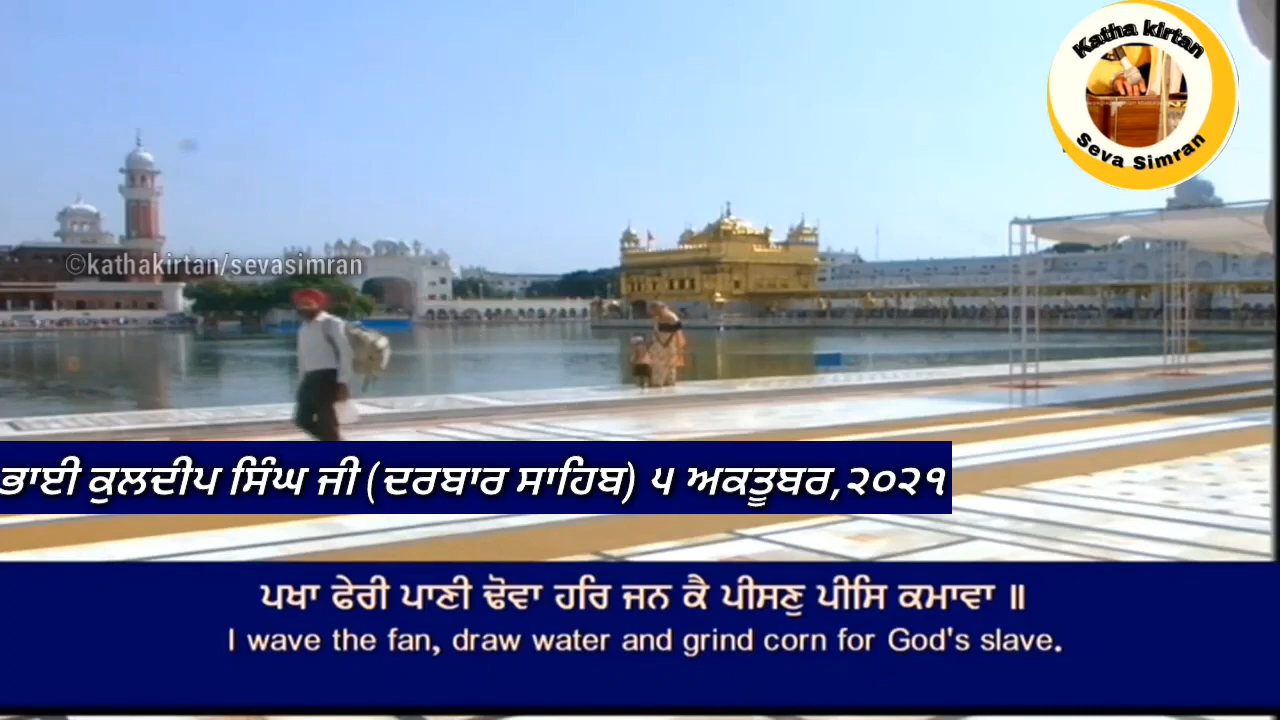 Katha kirtan
Seva Simran
©kathakirtan/sevasimran
ਭਾਈ ਕੁਲਦੀਪ ਸਿੰਘ ਜੀ (ਦਰਬਾਰ ਸਾਹਿਬ) ੫ ਅਕਤੂਬਰ,੨੦੨੧
ਪਖਾ ਫੇਰੀ ਪਾਣੀ ਢੋਵਾ ਹਰਿ ਜਨ ਕੈ ਪੀਸਣੁ ਪੀਸਿ ਕਮਾਵਾ ॥
I wave the fan, draw water and grind corn for God's slave.